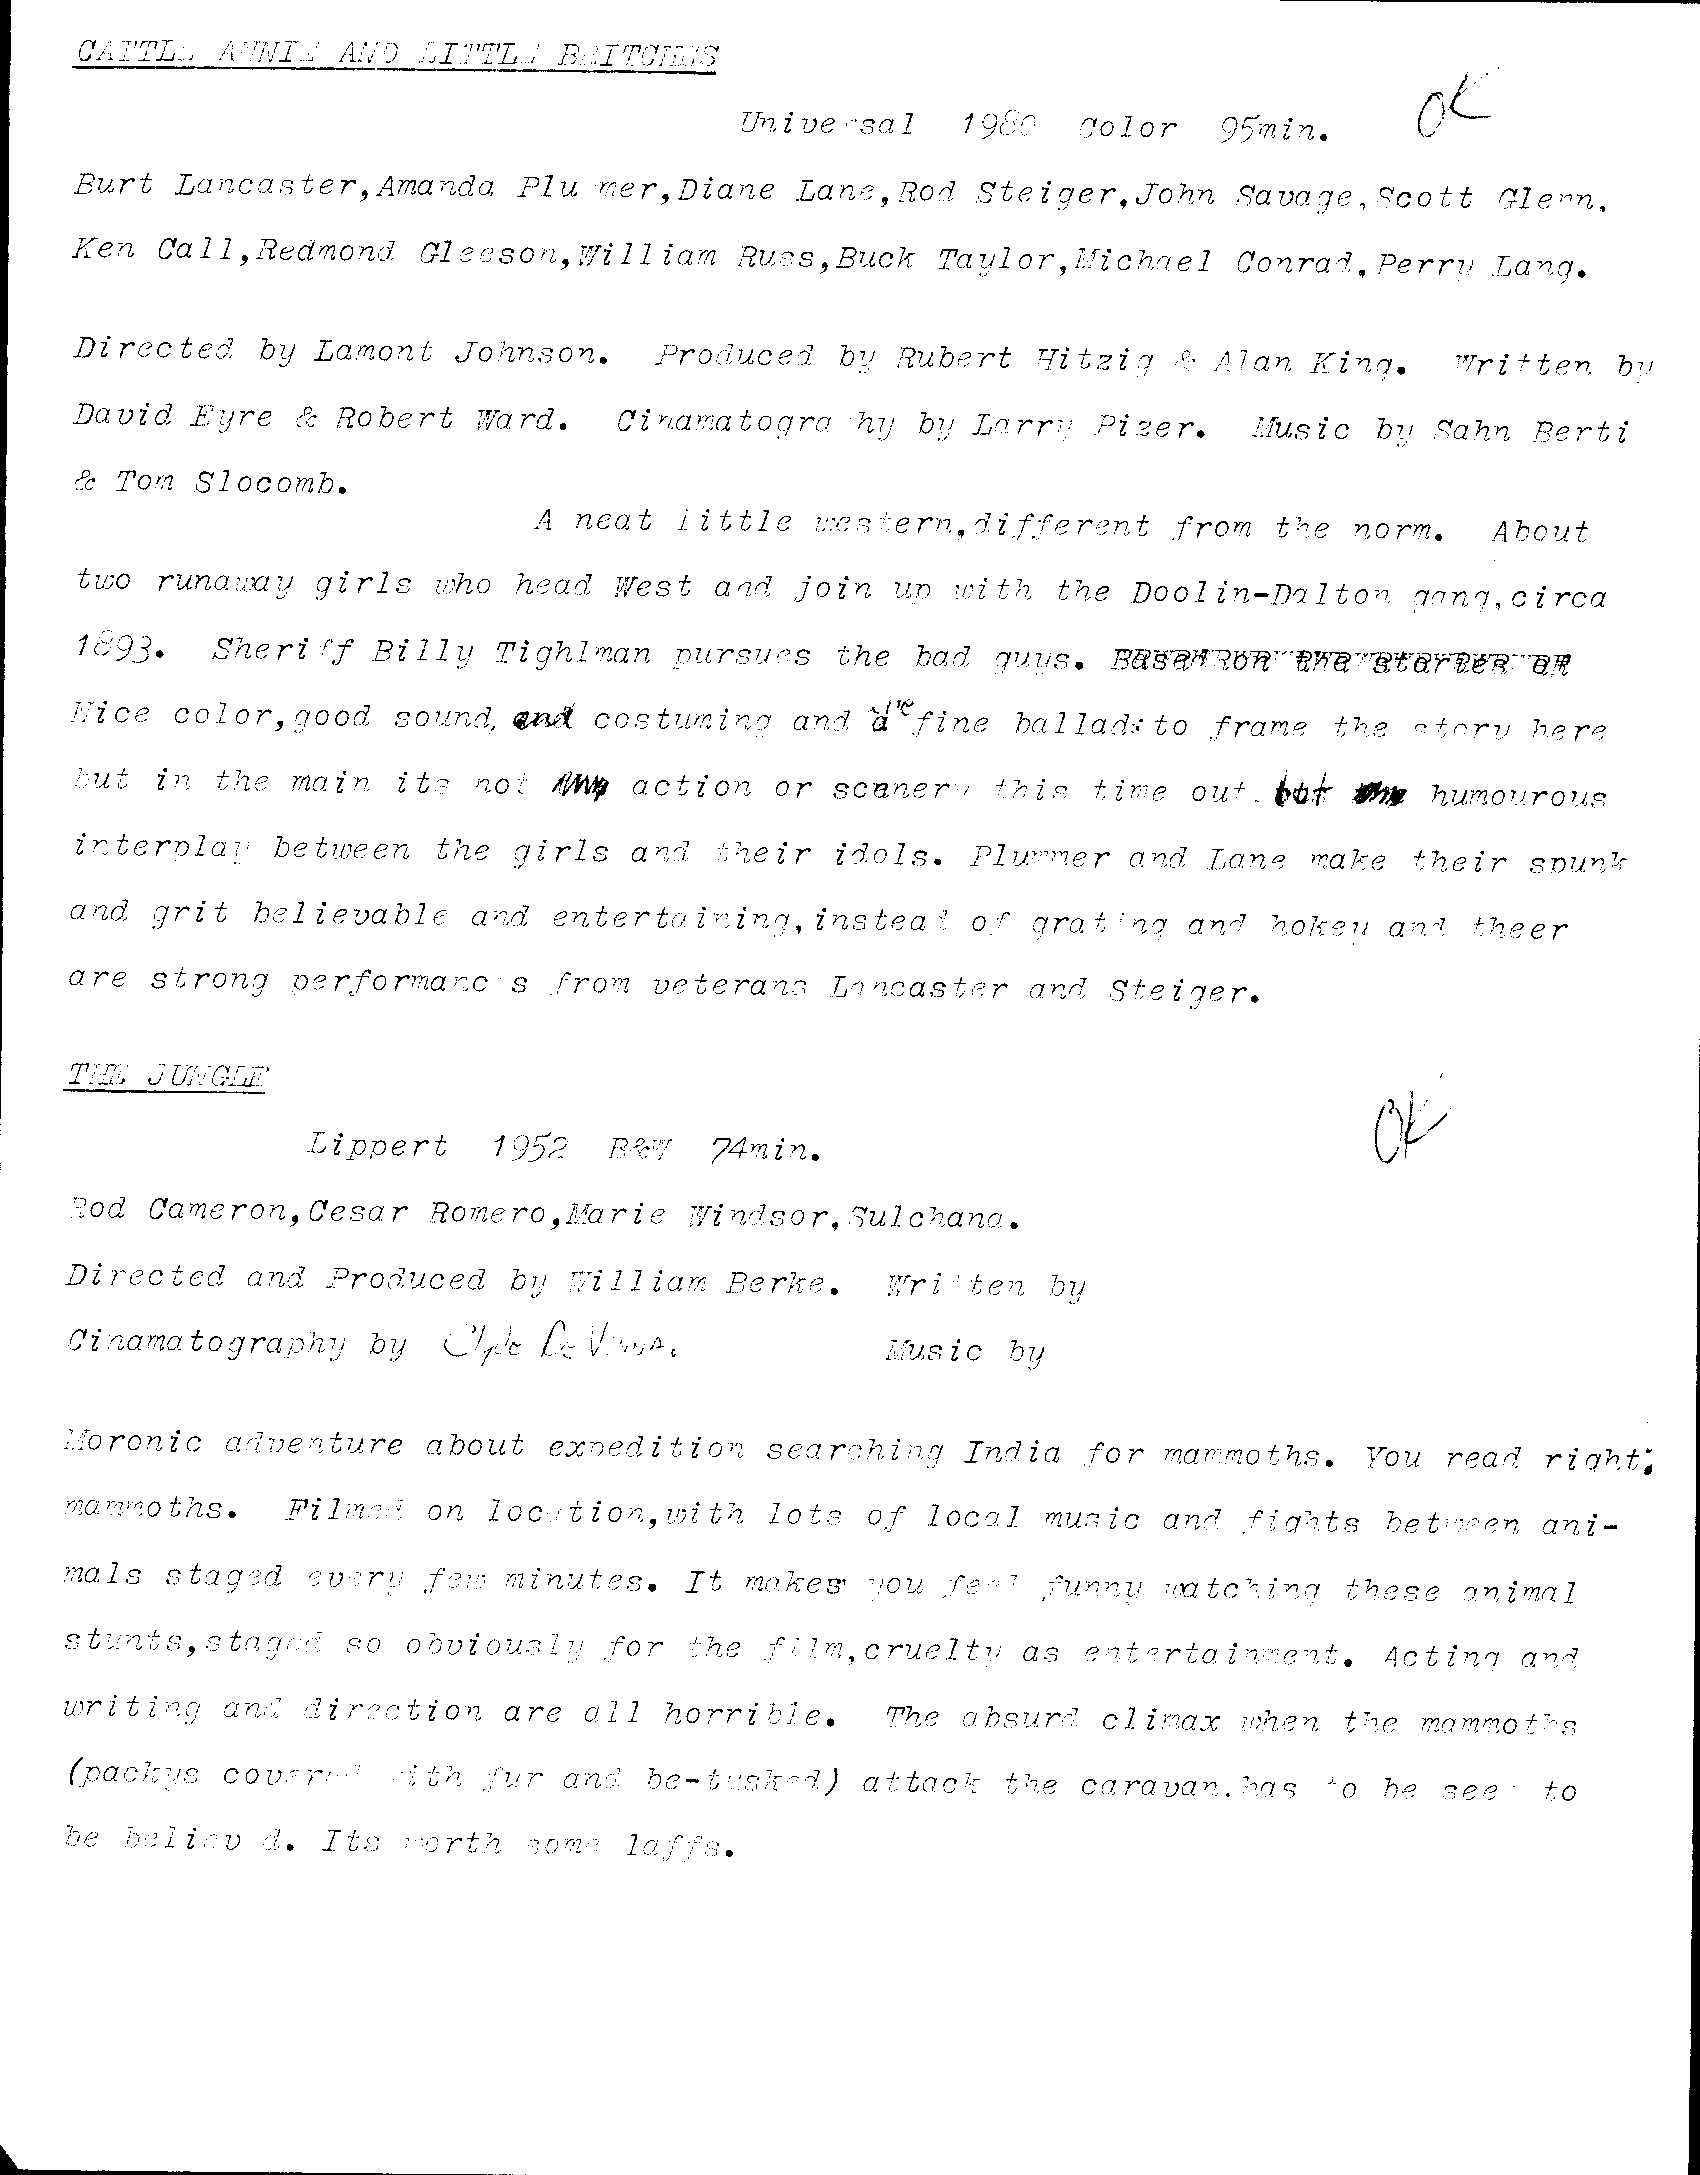 CATTLE ANNIE AND LITTLE BRITCHES
OK
Universal 1980 Color 95min.
Burt Lancaster,Amanda Plummer,Diane Lane,Rod Steiger,John Savage,Scott Glenn,
Ken Call,Redmond Gleeson,William Russ,Buck Taylor,Michael Conrad,Perry Lang.
Directed by Lamont Johnson. Produced by Rubert Hitzig & Alan King. Written by
David Eyre & Robert Ward. Cinamatography by Larry Pizer. Music by Sahn Berti
& Tom Slocomb.
A neat little western,different from the norm. About
two runaway girls who head West and join up with the Doolin-Dalton gang,circa
1893. Sheriff Billy Tighlman pursues the bad guys.
Nice color,good sound, and costuming and fine ballads to frame the story here
but in the main its not action or scenery this time out. but humourous
interplay between the girls and their idols. Plummer and Lane make their spunk
and grit believable and entertaining,instead of grating and hokey and theer
are strong performances from veterans Lancaster and Steiger.
THE JUNGLE
OK
Lippert 1952 B&W 74min.
Rod Cameron,Cesar Romero,Marie Windsor,Sulchana.
Directed and Produced by William Berke. Written by
Cinamatography by Clyde De Vinna. Music by
Moronic adventure about expedition searching India for mammoths. You read right;
mammoths. Filmed on location,with lots of local music and fights between ani-
mals staged every few minutes. It makes you feel funny watching these animal
stunts,staged so obviously for the film,cruelty as entertainment. Acting and
writing and direction are all horrible. The absurd climax when the mammoths
(packys covered with fur and be-tusked) attack the caravan.has to be seen to
be believed. Its worth some laffs.